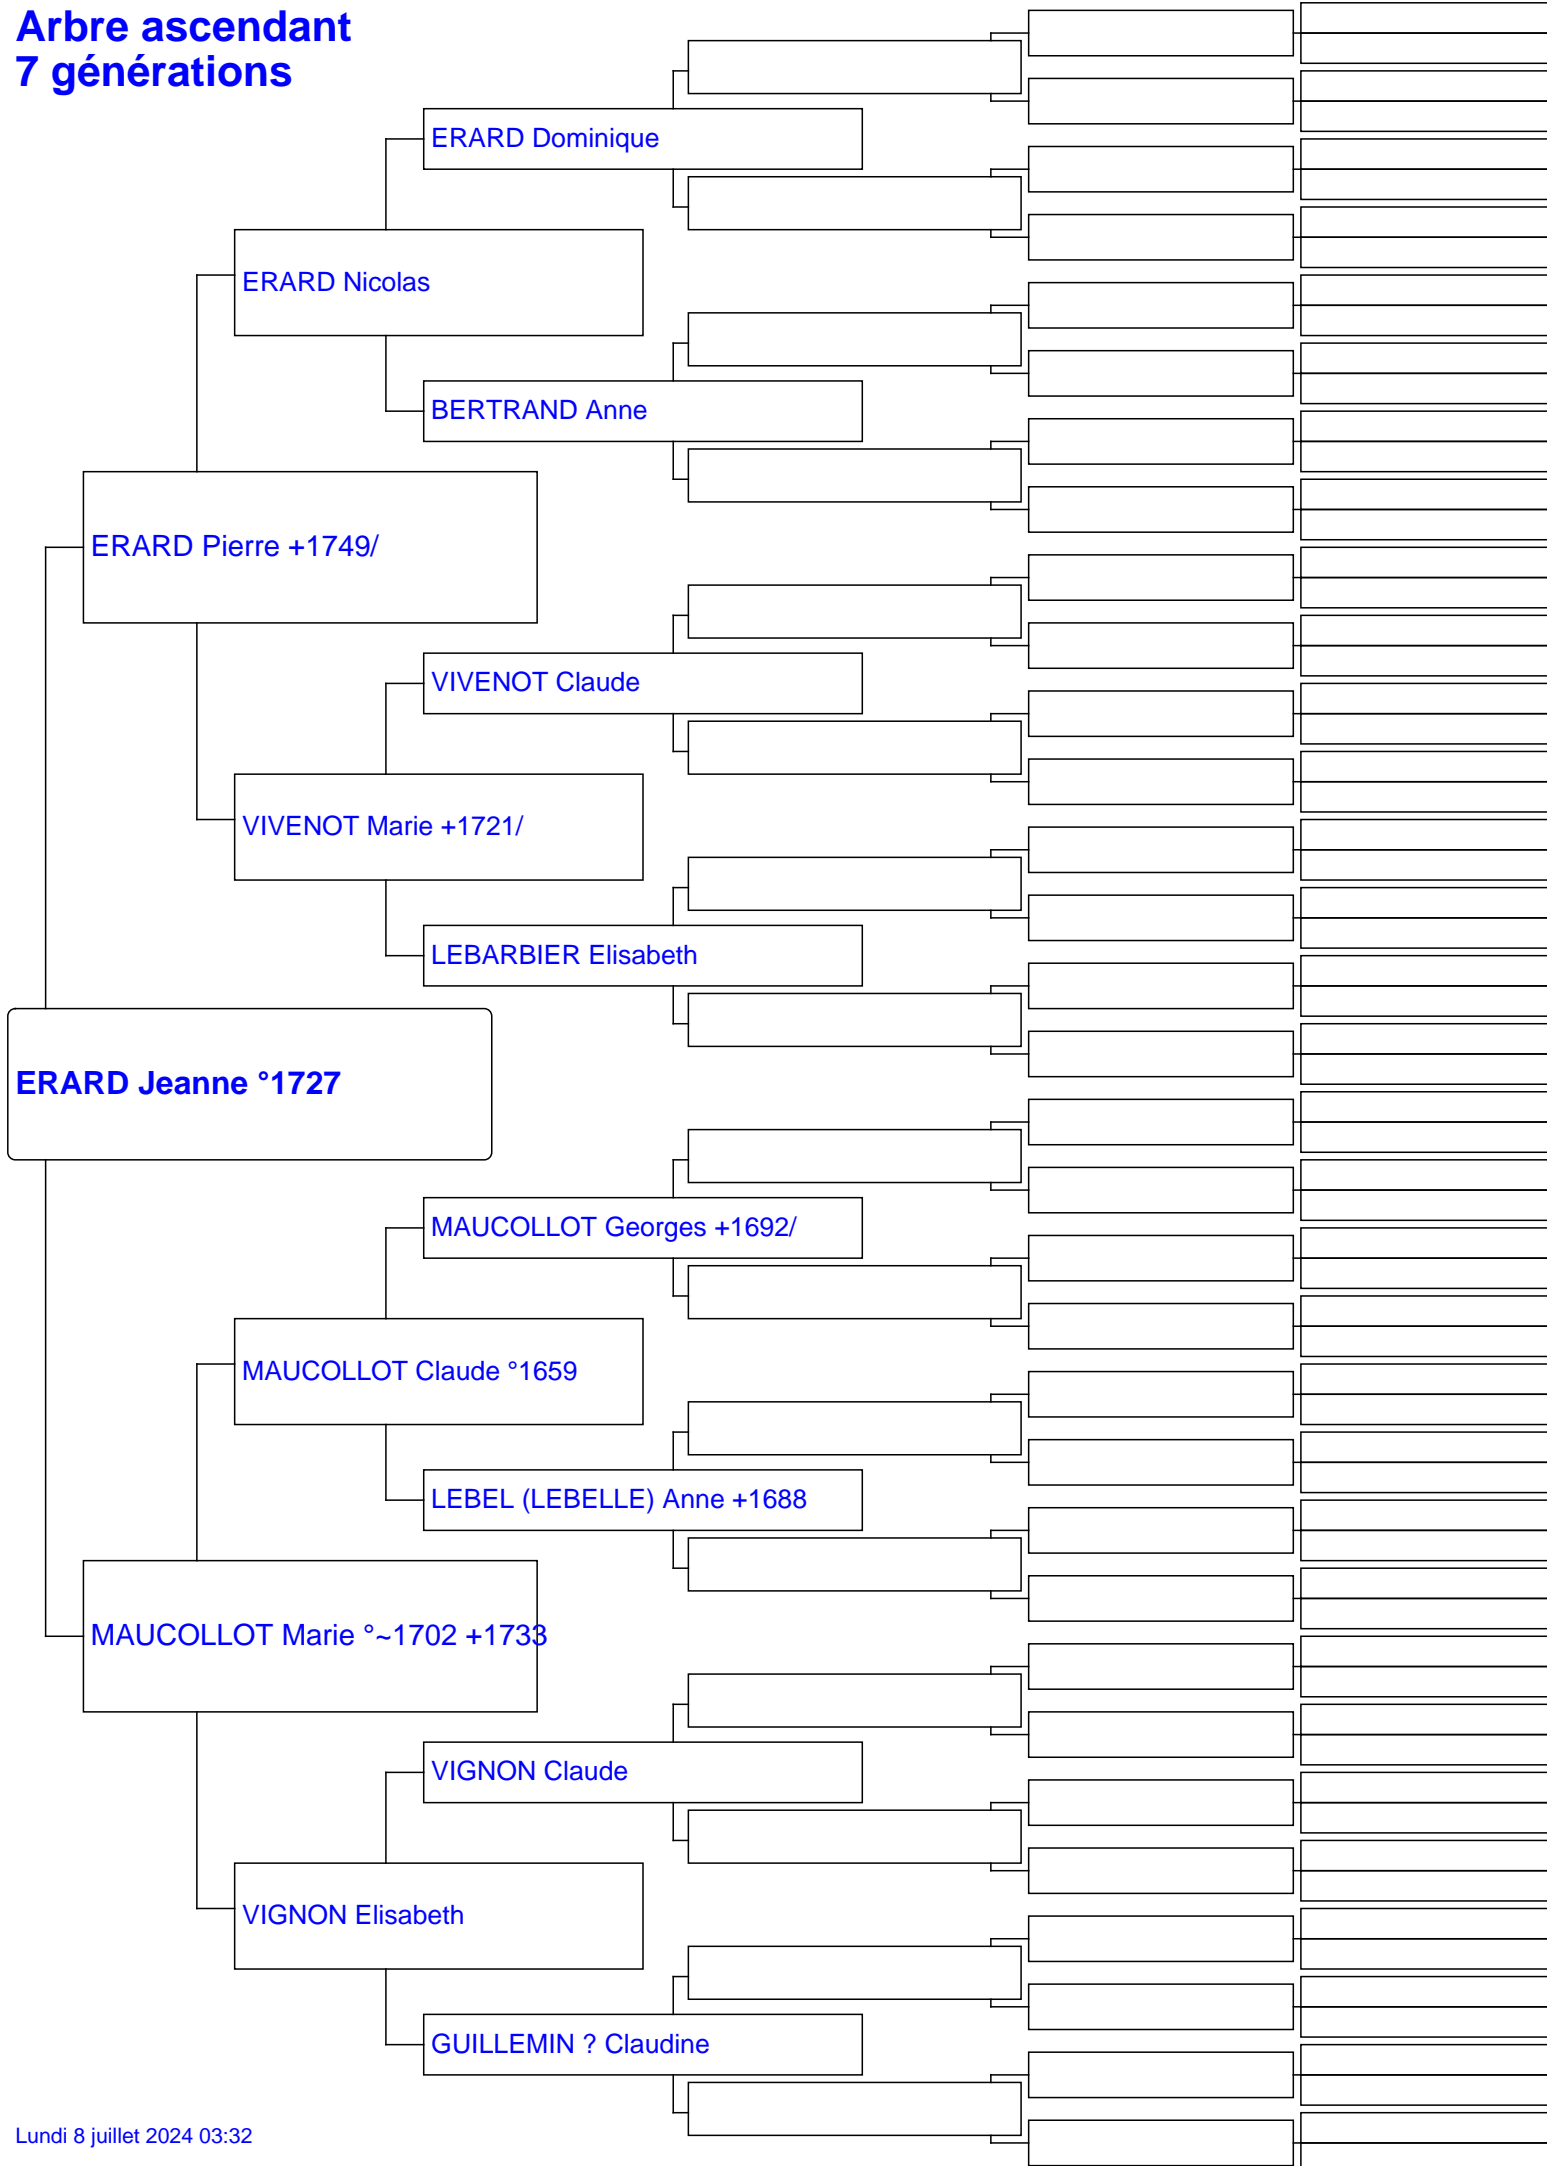 Arbre ascendant
7 générations
ERARD Dominique
ERARD Nicolas
BERTRAND Anne
ERARD Pierre +1749/
VIVENOT Claude
VIVENOT Marie +1721/
LEBARBIER Elisabeth
ERARD Jeanne °1727
MAUCOLLOT Georges +1692/
MAUCOLLOT Claude °1659
LEBEL (LEBELLE) Anne +1688
MAUCOLLOT Marie °~1702 +1733
VIGNON Claude
VIGNON Elisabeth
GUILLEMIN ? Claudine
Lundi 8 juillet 2024 03:32